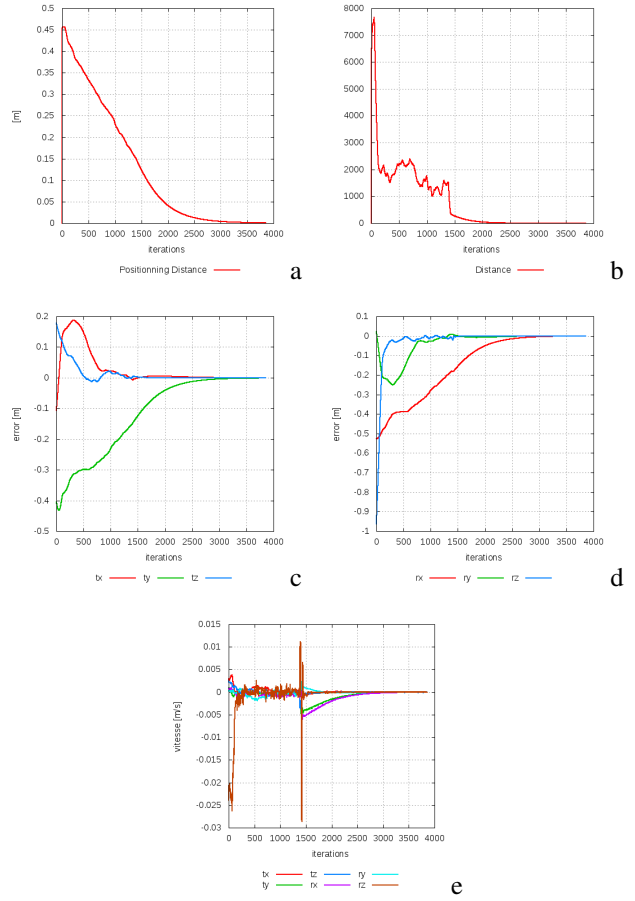 0.5
0.45
0.4
0.35
0.3
0.25
0.2
0.15
0.1
0.05
0
[m]
0 500 1000 1500 2000 2500 3000 3500 4000
iterations
Positionning Distance
a
8000
7000
6000
5000
4000
3000
2000
1000
0
0 500 1000 1500 2000 2500 3000 3500 4000
iterations
Distance
b
0.2
0.1
0
-0.1
-0.2
-0.3
-0.4
-0.5
error [m]
0 500 1000 1500 2000 2500 3000 3500 4000
iterations
tx ty tz
c
0.1
0
-0.1
-0.2
-0.3
-0.4
-0.5
-0.6
-0.7
-0.8
-0.9
-1
error [m]
0 500 1000 1500 2000 2500 3000 3500 4000
iterations
rx ry rz
d
0.015
0.01
0.005
0
-0.005
-0.01
-0.015
-0.02
-0.025
-0.03
vitesse [m/s]
0 500 1000 1500 2000 2500 3000 3500 4000
iterations
tx tz ry
ty rx rz
e